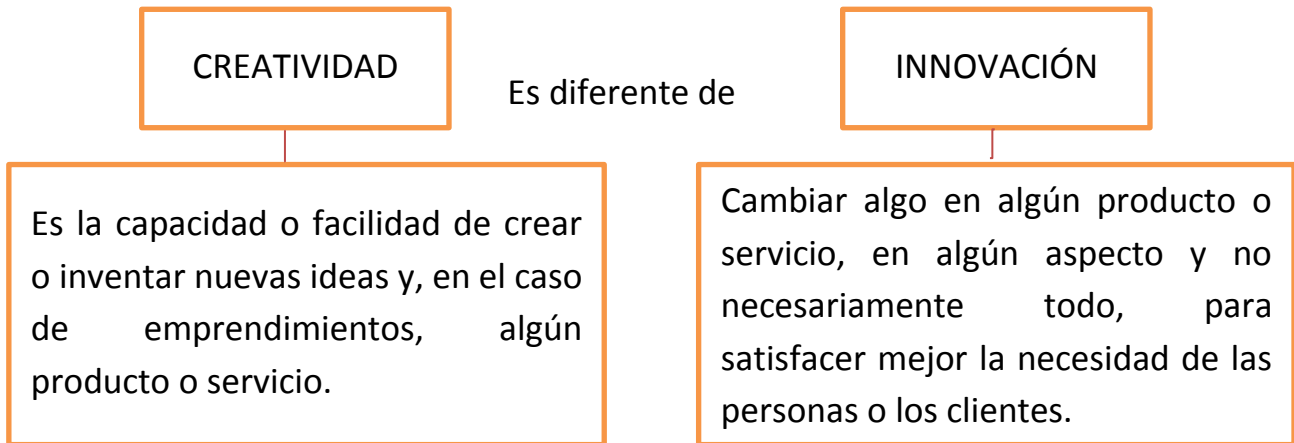 CREATIVIDAD
Es diferente de
INNOVACIÓN
Es la capacidad o facilidad de crear
o inventar nuevas ideas y, en el caso
de emprendimientos, algún
producto o servicio.
Cambiar algo en algún producto o
servicio, en algún aspecto y no
necesariamente todo, para
satisfacer mejor la necesidad de las
personas o los clientes.